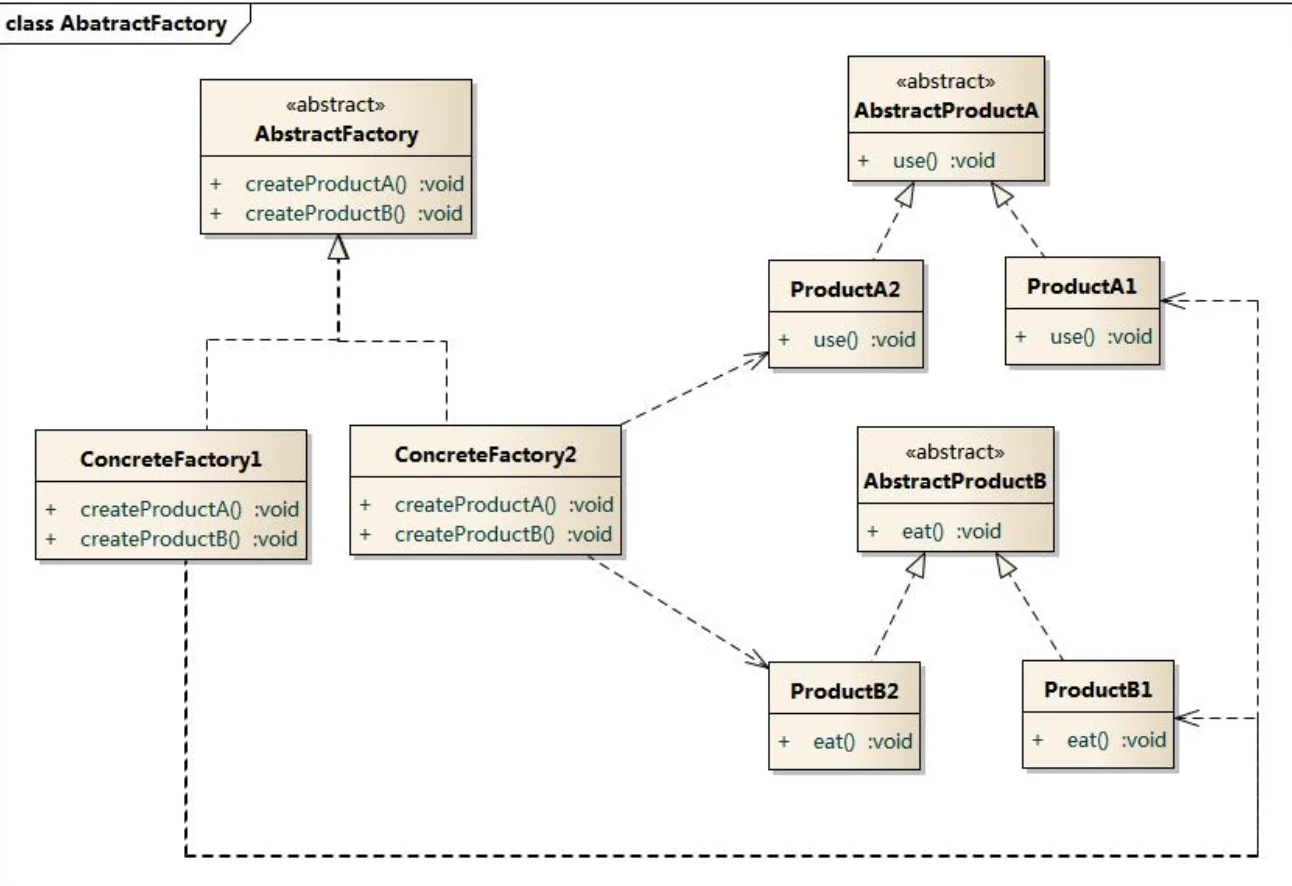 class AbatractFactory
«abstract»
AbstractFactory
+ createProductA() :void
+ createProductB() :void
«abstract»
AbstractProductA
+ use() :void
ProductA2
+ use() :void
ProductA1
+ use() :void
ConcreteFactory1
+ createProductA() :void
+ createProductB() :void
ConcreteFactory2
+ createProductA() :void
+ createProductB() :void
«abstract»
AbstractProductB
+ eat() :void
ProductB2
+ eat() :void
ProductB1
+ eat() :void